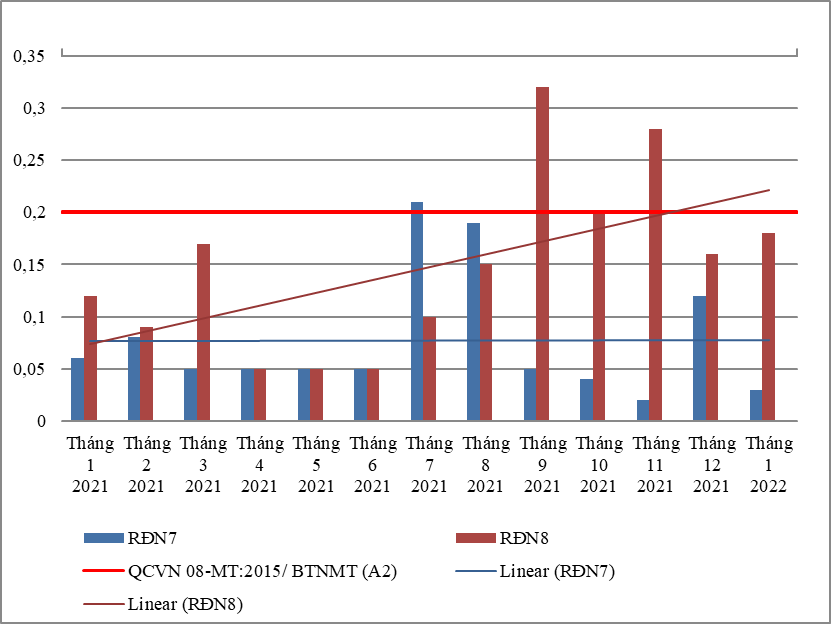 0,35
0,3
0,25
0,2
0,15
0,1
0,05
0
Tháng Tháng Tháng Tháng Tháng Tháng Tháng Tháng Tháng Tháng Tháng Tháng Tháng
1 2 3 4 5 6 7 8 9 10 11 12 1
2021 2021 2021 2021 2021 2021 2021 2021 2021 2021 2021 2021 2022
RĐN7 RĐN8
QCVN 08-MT:2015/ BTNMT (A2) Linear (RĐN7)
Linear (RĐN8)